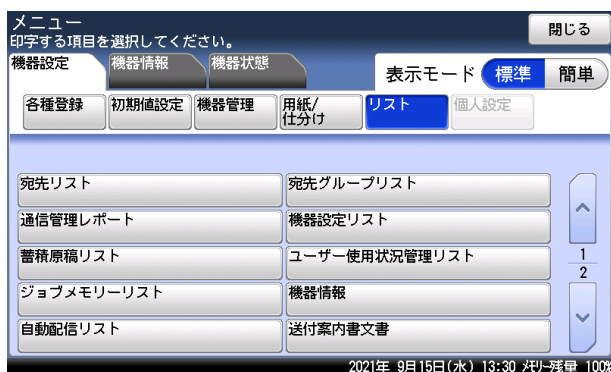 メニュー
閉じる
印字する項目を選択してください。
機器設定 機器情報 機器状態
表示モード 標準 簡単
各種登録 初期値設定 機器管理 用紙/ リスト 個人設定
仕分け
宛先リスト 宛先グループリスト
通信管理レポート 機器設定リスト
蓄積原稿リスト ユーザー使用状況管理リスト
1
2
ジョブメモリーリスト 機器情報
自動配信リスト 送付案内書文書
2021年 9月15日(水) 13:30 メモリー残量 100%